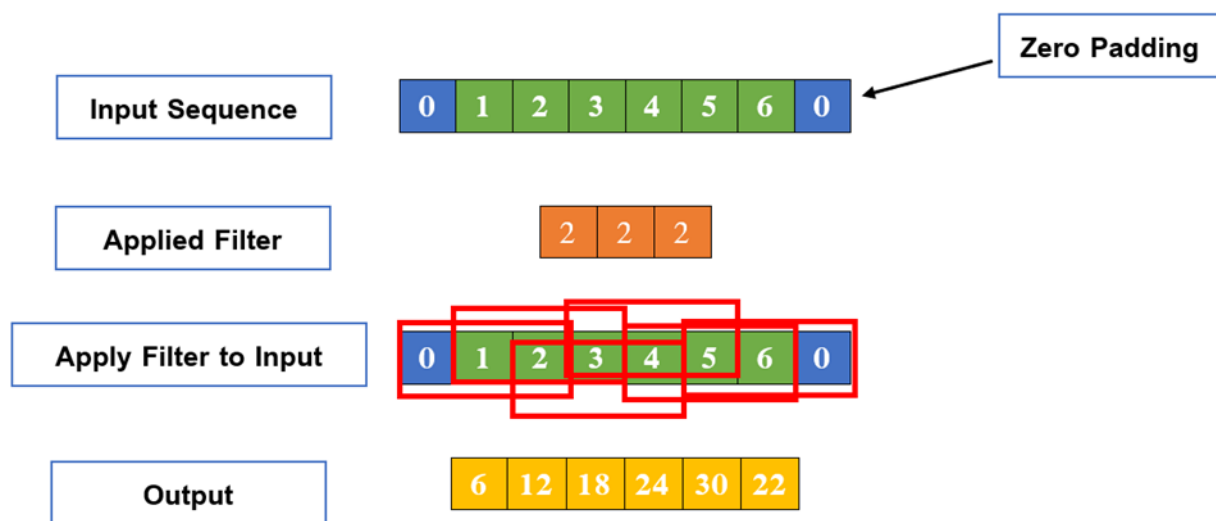 Zero Padding
Input Sequence 0 1 2 3 4 5 6 0
Applied Filter 2 2 2
Apply Filter to Input 0 1 2 3 4 5 6 0
Output 6 12 18 24 30 22